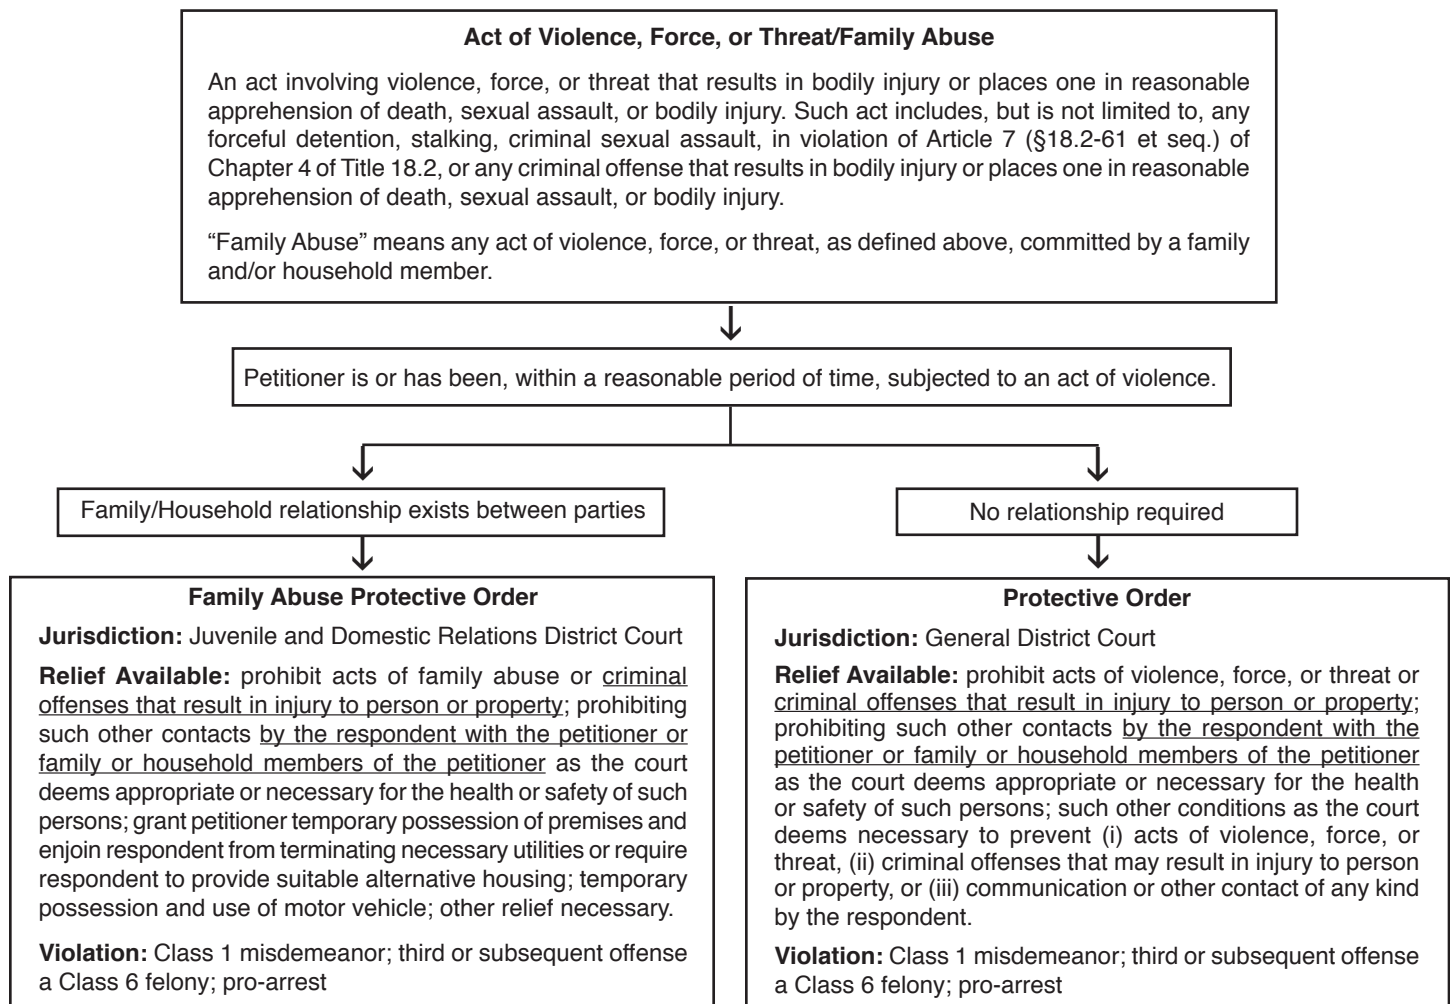 Act of Violence, Force, or Threat/Family Abuse
An act involving violence, force, or threat that results in bodily injury or places one in reasonable
apprehension of death, sexual assault, or bodily injury. Such act includes, but is not limited to, any
forceful detention, stalking, criminal sexual assault, in violation of Article 7 (§18.2-61 et seq.) of
Chapter 4 of Title 18.2, or any criminal offense that results in bodily injury or places one in reasonable
apprehension of death, sexual assault, or bodily injury.
“Family Abuse” means any act of violence, force, or threat, as defined above, committed by a family
and/or household member.
Petitioner is or has been, within a reasonable period of time, subjected to an act of violence.
Family/Household relationship exists between parties
No relationship required
Family Abuse Protective Order
Jurisdiction: Juvenile and Domestic Relations District Court
Relief Available: prohibit acts of family abuse or criminal
offenses that result in injury to person or property; prohibiting
such other contacts by the respondent with the petitioner or
family or household members of the petitioner as the court
deems appropriate or necessary for the health or safety of such
persons; grant petitioner temporary possession of premises and
enjoin respondent from terminating necessary utilities or require
respondent to provide suitable alternative housing; temporary
possession and use of motor vehicle; other relief necessary.
Violation: Class 1 misdemeanor; third or subsequent offense
a Class 6 felony; pro-arrest
Protective Order
Jurisdiction: General District Court
Relief Available: prohibit acts of violence, force, or threat or
criminal offenses that result in injury to person or property;
prohibiting such other contacts by the respondent with the
petitioner or family or household members of the petitioner
as the court deems appropriate or necessary for the health
or safety of such persons; such other conditions as the court
deems necessary to prevent (i) acts of violence, force, or
threat, (ii) criminal offenses that may result in injury to person
or property, or (iii) communication or other contact of any kind
by the respondent.
Violation: Class 1 misdemeanor; third or subsequent offense
a Class 6 felony; pro-arrest